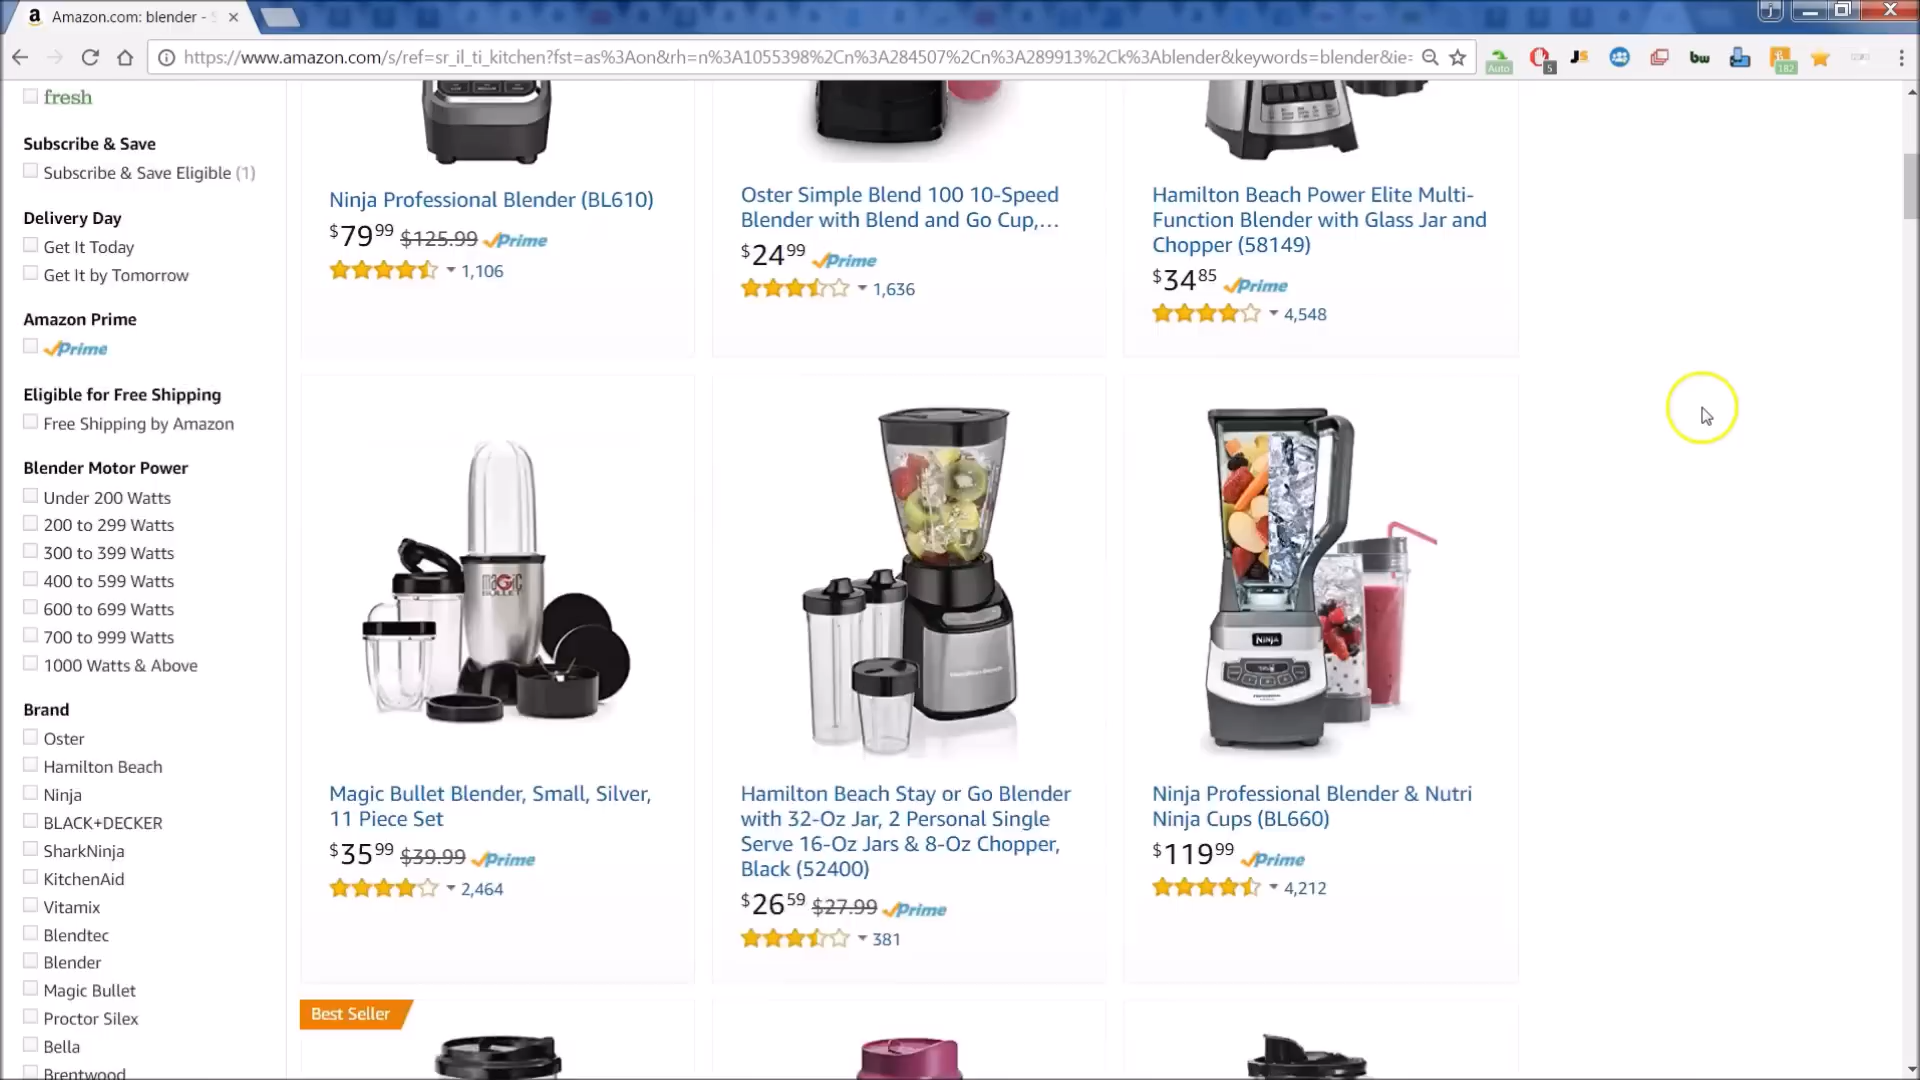 Amazon.com: blender -
https://www.amazon.com/s/ref=sr_il_ti_kitchen?fst=as%3Aon&rh=n%3A1055398%2Cn%3A284507%2Cn%3A289913%2Ck%3Ablender&keywords=blender&ie=
Auto
5
JS
bw
182
fresh
Subscribe & Save
Subscribe & Save Eligible (1)
Delivery Day
Get It Today
Get It by Tomorrow
Amazon Prime
Prime
Eligible for Free Shipping
Free Shipping by Amazon
Blender Motor Power
Under 200 Watts
200 to 299 Watts
300 to 399 Watts
400 to 599 Watts
600 to 699 Watts
700 to 999 Watts
1000 Watts & Above
Brand
Oster
Hamilton Beach
Ninja
BLACK+DECKER
SharkNinja
KitchenAid
Vitamix
Blendtec
Blender
Magic Bullet
Proctor Silex
Bella
Brentwood
Ninja Professional Blender (BL610)
$79 99 $125.99 Prime
1,106
Oster Simple Blend 100 10-Speed
Blender with Blend and Go Cup,...
$24 99 Prime
1,636
Hamilton Beach Power Elite Multi-
Function Blender with Glass Jar and
Chopper (58149)
$34 85 Prime
4,548
magic
BULLET
Magic Bullet Blender, Small, Silver,
11 Piece Set
$35 99 $39.99 Prime
2,464
Hamilton Beach
Hamilton Beach Stay or Go Blender
with 32-Oz Jar, 2 Personal Single
Serve 16-Oz Jars & 8-Oz Chopper,
Black (52400)
$26 59 $27.99 Prime
381
NINJA
Ninja Professional Blender & Nutri
Ninja Cups (BL660)
$119 99 Prime
4,212
Best Seller